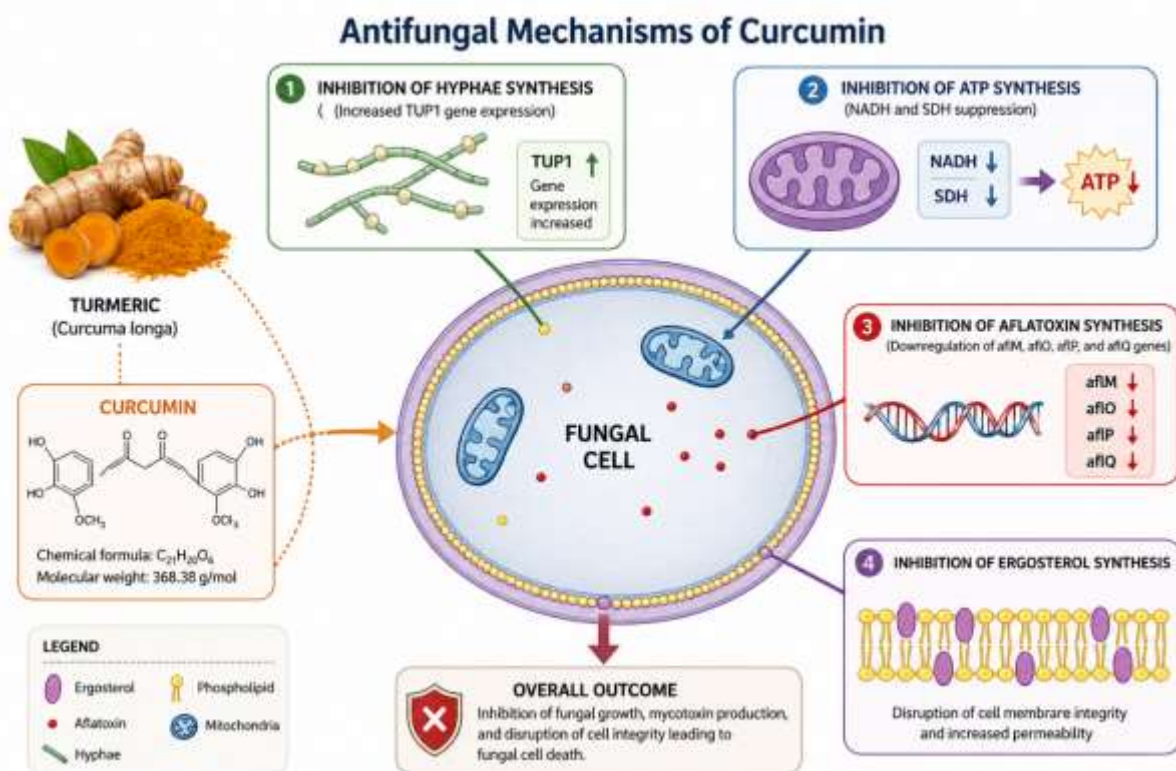 Antifungal Mechanisms of Curcumin
1 INHIBITION OF HYPHAE SYNTHESIS
( (Increased TUP1 gene expression)
TUP1 ↑
Gene
expression
increased
2 INHIBITION OF ATP SYNTHESIS
(NADH and SDH suppression)
NADH ↓
SDH ↓
ATP ↓
TURMERIC
(Curcuma longa)
CURCUMIN
HO
O
O
OH
HO
OH
OCH₃
OCH₃
Chemical formula: C₂₁H₂₀O₆
Molecular weight: 368.38 g/mol
FUNGAL
CELL
3 INHIBITION OF AFLATOXIN SYNTHESIS
(Downregulation of aflM, aflO, aflP, and aflQ genes)
aflM ↓
aflO ↓
aflP ↓
aflQ ↓
4 INHIBITION OF ERGOSTEROL SYNTHESIS
Disruption of cell membrane integrity
and increased permeability
LEGEND
Ergosterol
Phospholipid
Aflatoxin
Mitochondria
Hyphae
OVERALL OUTCOME
Inhibition of fungal growth, mycotoxin production,
and disruption of cell integrity leading to
fungal cell death.